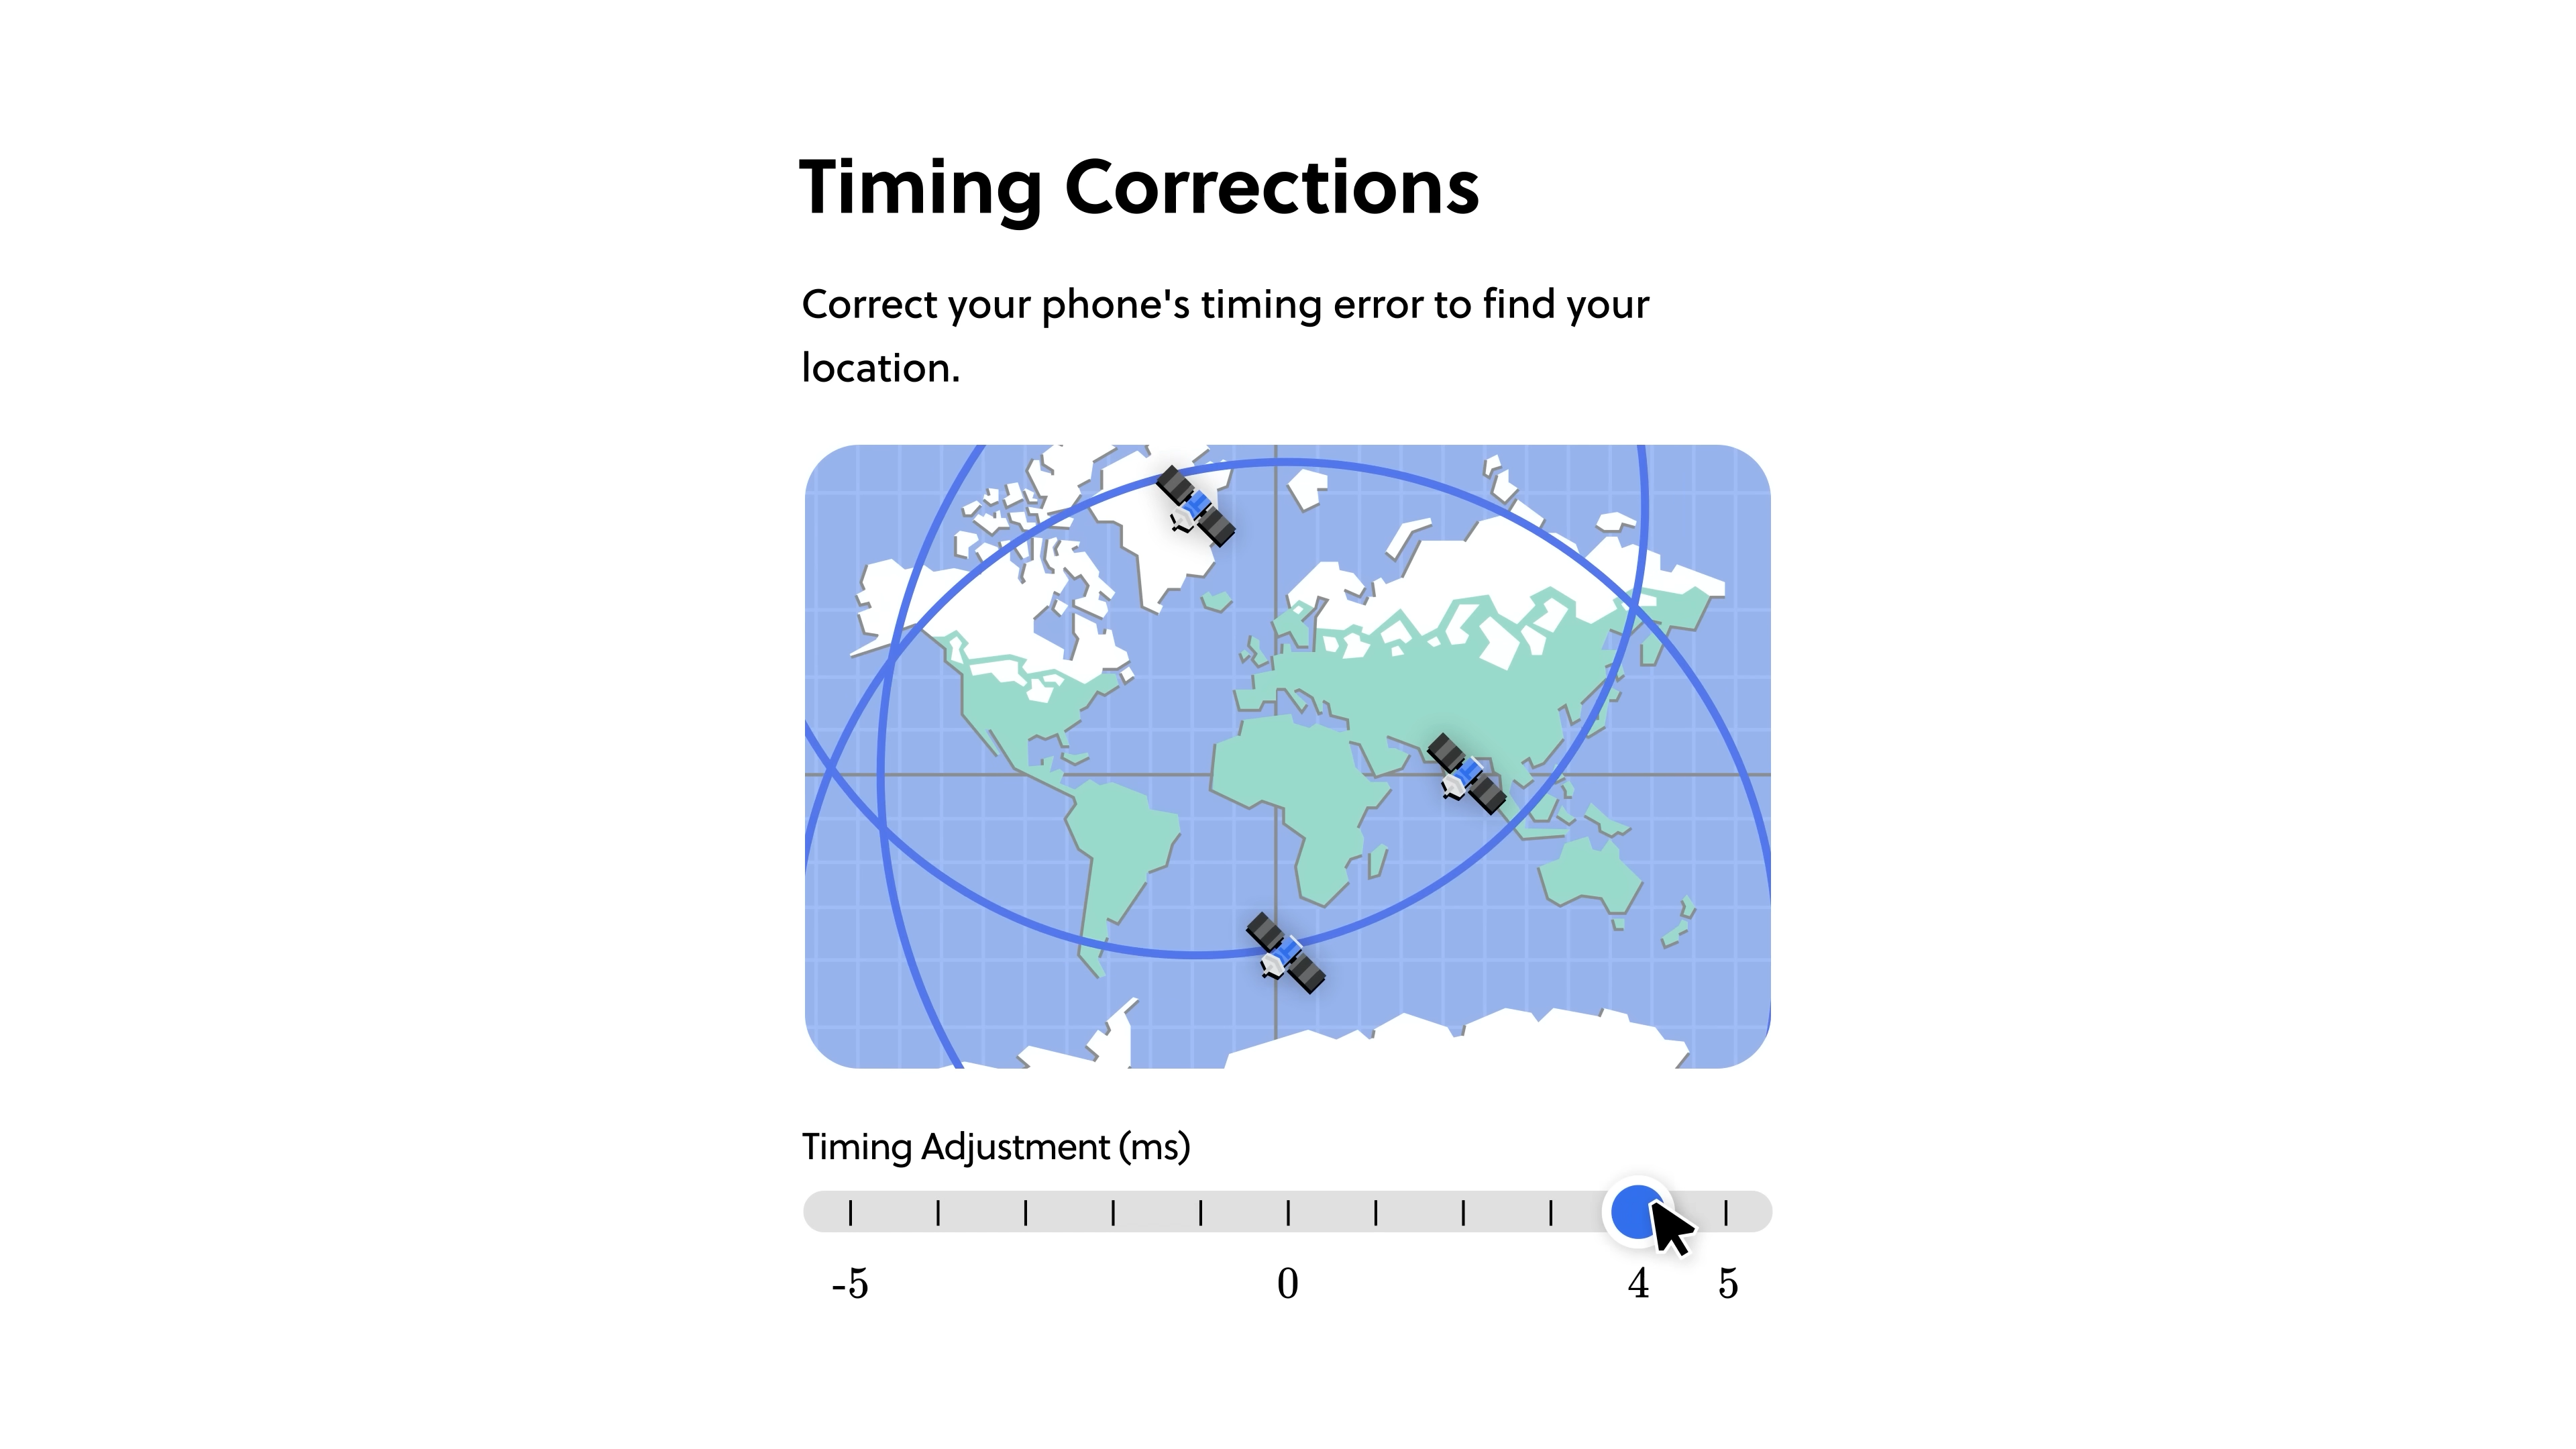 Timing Corrections
Correct your phone's timing error to find your
location.
Timing Adjustment (ms)
-5 0 4 5